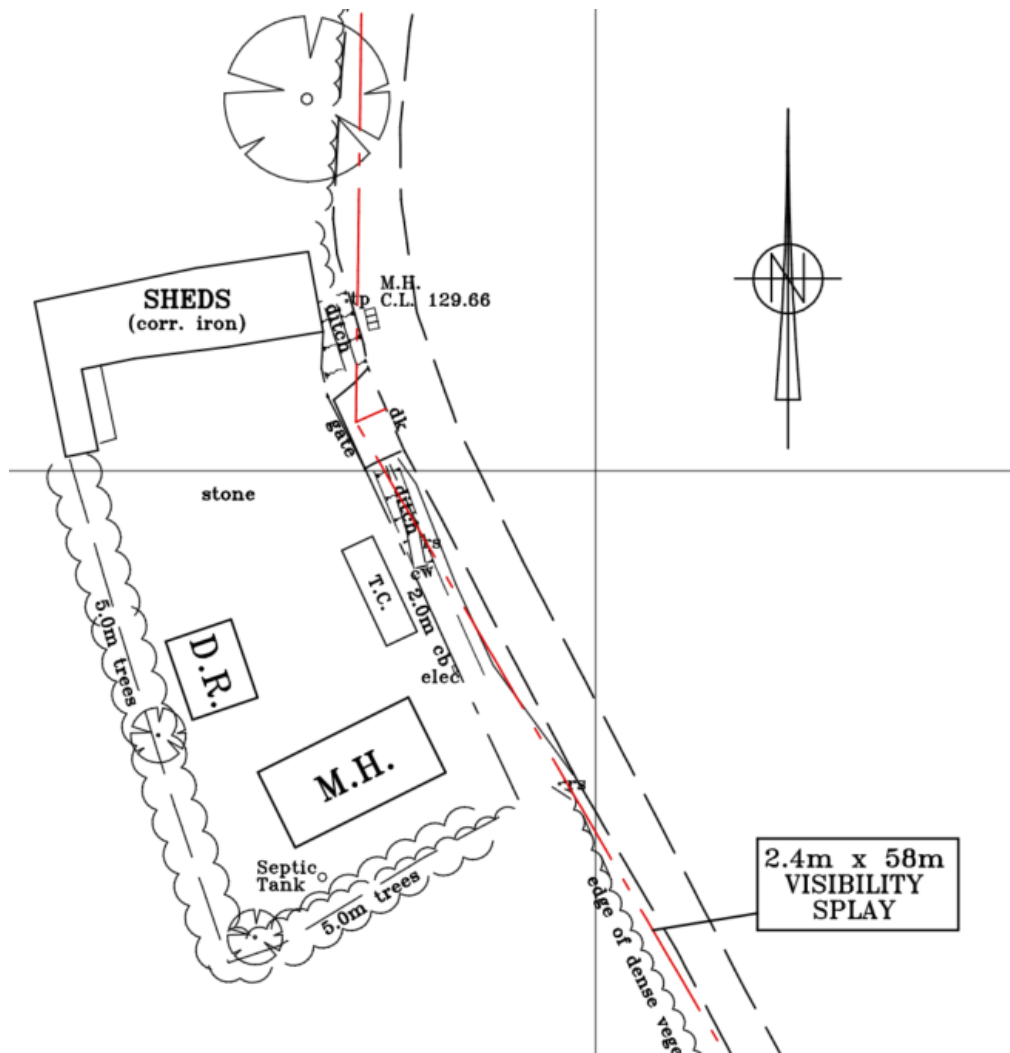 M.H.
tp C.L. 129.66
SHEDS
(corr. iron)
ditch
N
dk
gate
stone
ditch
rs
cw
T.C.
2.0m cb
elec
5.0m trees
D.R.
M.H.
rs
2.4m x 58m
VISIBILITY
SPLAY
Septic
Tank
5.0m trees
edge of dense vege